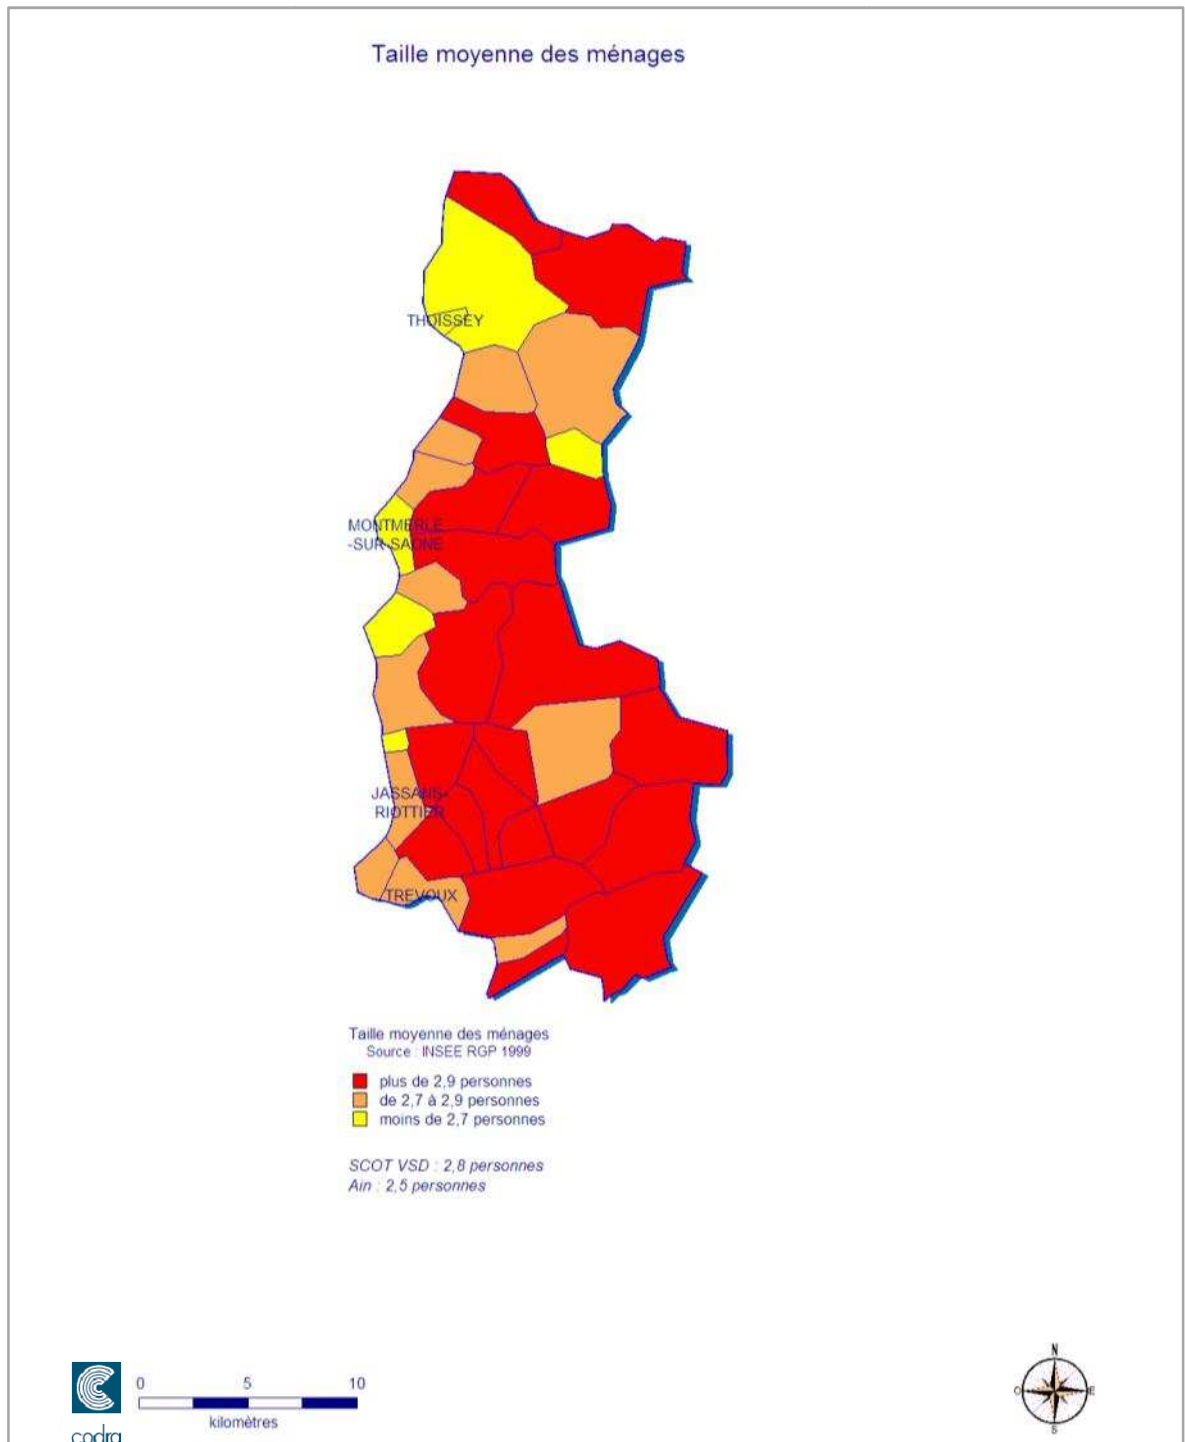 Taille moyenne des ménages
THOISSEY
MONTMERLE
-SUR-SAONE
JASSANS-
RIOTTIER
TREVOUX
Taille moyenne des ménages
Source : INSEE RGP 1999
plus de 2,9 personnes
de 2,7 à 2,9 personnes
moins de 2,7 personnes
SCOT VSD : 2,8 personnes
Ain : 2,5 personnes
0 5 10
kilomètres
codra
N
O E
S